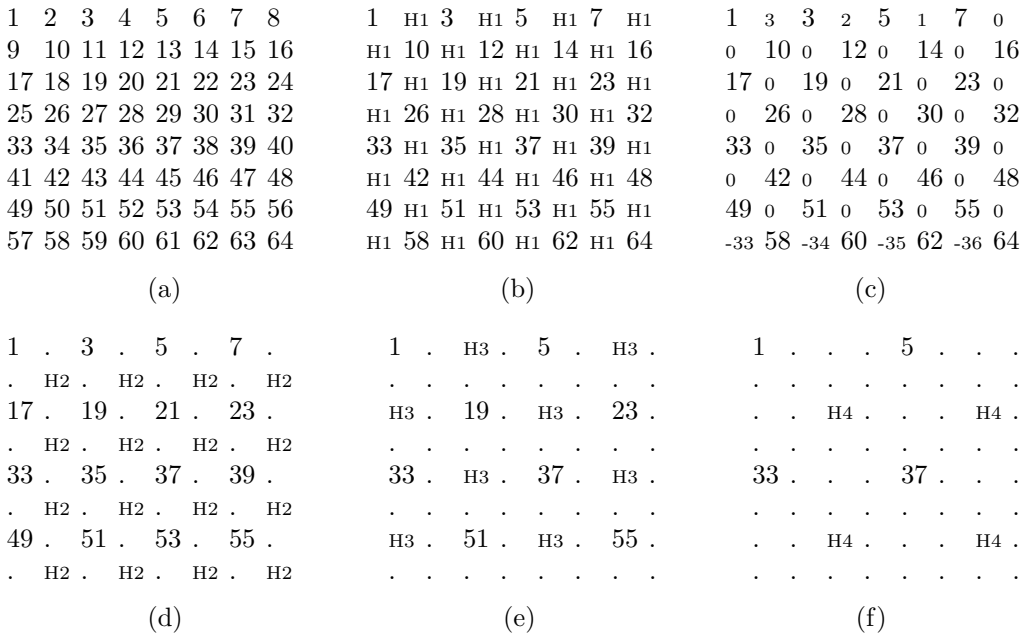 1 2 3 4 5 6 7 8
9 10 11 12 13 14 15 16
17 18 19 20 21 22 23 24
25 26 27 28 29 30 31 32
33 34 35 36 37 38 39 40
41 42 43 44 45 46 47 48
49 50 51 52 53 54 55 56
57 58 59 60 61 62 63 64
(a)
1 H1 3 H1 5 H1 7 H1
H1 10 H1 12 H1 14 H1 16
17 H1 19 H1 21 H1 23 H1
H1 26 H1 28 H1 30 H1 32
33 H1 35 H1 37 H1 39 H1
H1 42 H1 44 H1 46 H1 48
49 H1 51 H1 53 H1 55 H1
H1 58 H1 60 H1 62 H1 64
(b)
1 3 3 2 5 1 7 0
0 10 0 12 0 14 0 16
17 0 19 0 21 0 23 0
0 26 0 28 0 30 0 32
33 0 35 0 37 0 39 0
0 42 0 44 0 46 0 48
49 0 51 0 53 0 55 0
-33 58 -34 60 -35 62 -36 64
(c)
1 . 3 . 5 . 7 .
. H2 . H2 . H2 . H2
17 . 19 . 21 . 23 .
. H2 . H2 . H2 . H2
33 . 35 . 37 . 39 .
. H2 . H2 . H2 . H2
49 . 51 . 53 . 55 .
. H2 . H2 . H2 . H2
(d)
1 . H3 . 5 . H3 .
. . . . . . . .
H3 . 19 . H3 . 23 .
. . . . . . . .
33 . H3 . 37 . H3 .
. . . . . . . .
H3 . 51 . H3 . 55 .
. . . . . . . .
(e)
1 . . . 5 . . .
. . . . . . . .
. . H4 . . . H4 .
. . . . . . . .
33 . . . 37 . . .
. . . . . . . .
. . H4 . . . H4 .
. . . . . . . .
(f)